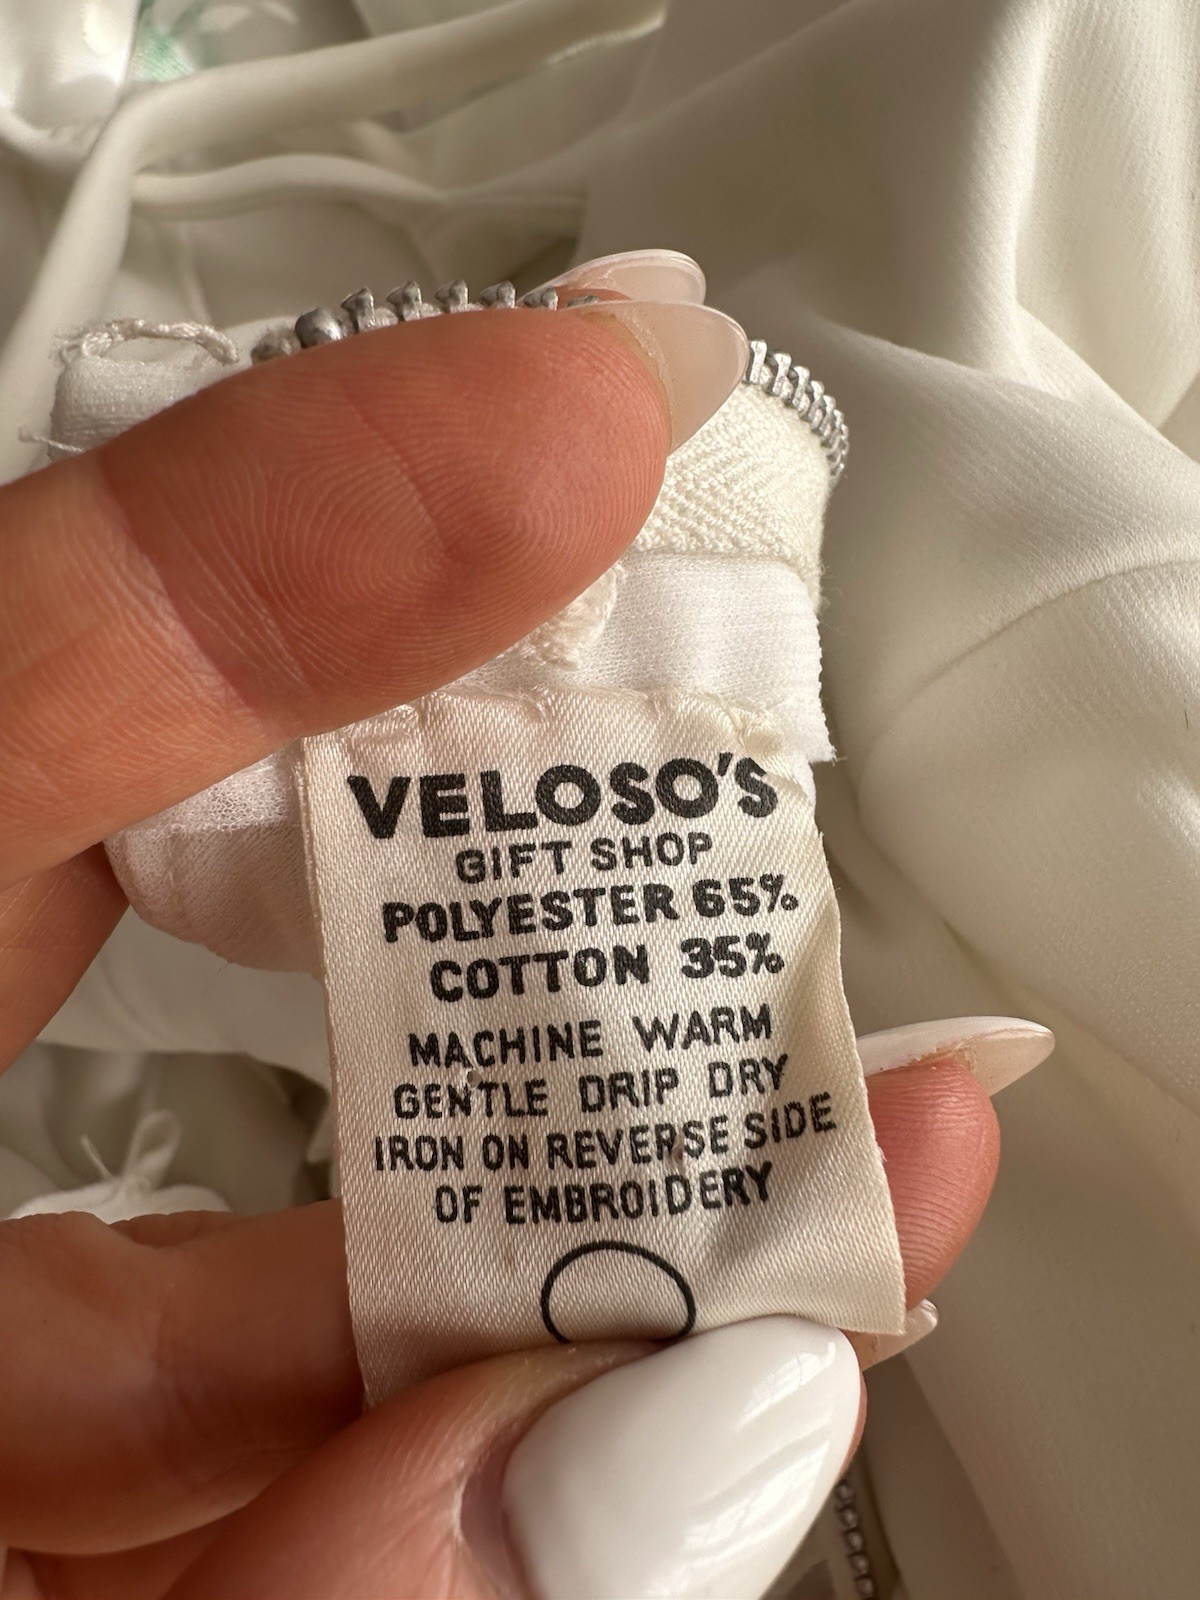 VELOSO'S
GIFT SHOP
POLYESTER 65%
COTTON 35%
MACHINE WARM
GENTLE DRIP DRY
IRON ON REVERSE SIDE
OF EMBROIDERY